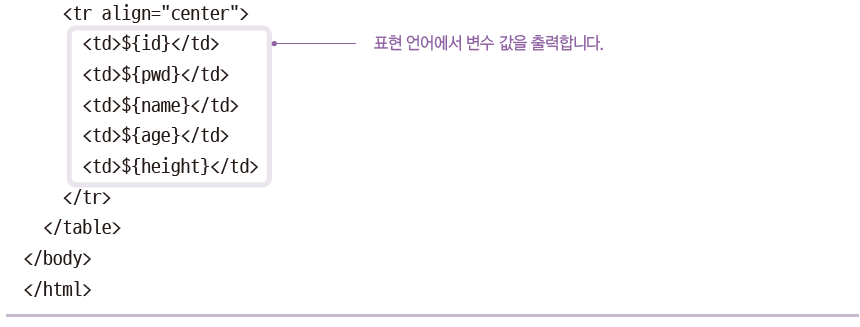 <tr align="center">
<td>${id}</td> 표현 언어에서 변수 값을 출력합니다.
<td>${pwd}</td>
<td>${name}</td>
<td>${age}</td>
<td>${height}</td>
</tr>
</table>
</body>
</html>